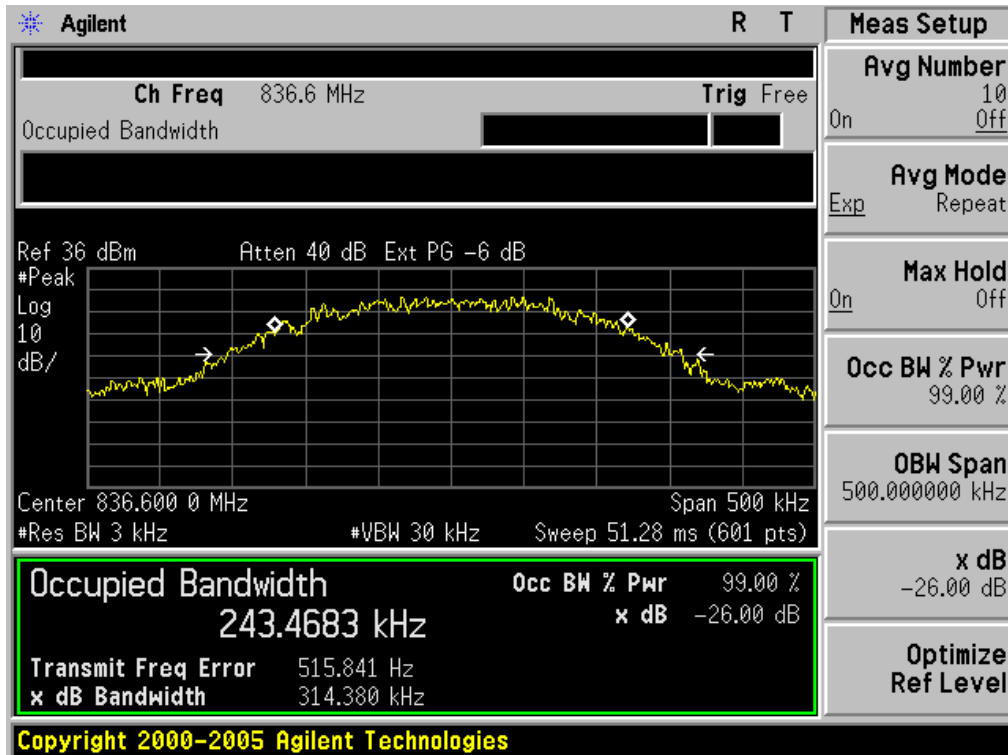 Agilent R T
Ch Freq 836.6 MHz Trig Free
Occupied Bandwidth
Ref 36 dBm Atten 40 dB Ext PG -6 dB
#Peak
Log
10
dB/
Center 836.600 0 MHz Span 500 kHz
#Res BW 3 kHz #VBW 30 kHz Sweep 51.28 ms (601 pts)
Occupied Bandwidth Occ BW % Pwr 99.00 %
243.4683 kHz x dB -26.00 dB
Transmit Freq Error 515.841 Hz
x dB Bandwidth 314.380 kHz
Copyright 2000-2005 Agilent Technologies
Meas Setup
Avg Number
10
On Off
Avg Mode
Exp Repeat
Max Hold
On Off
Occ BW % Pwr
99.00 %
OBW Span
500.000000 kHz
x dB
-26.00 dB
Optimize
Ref Level